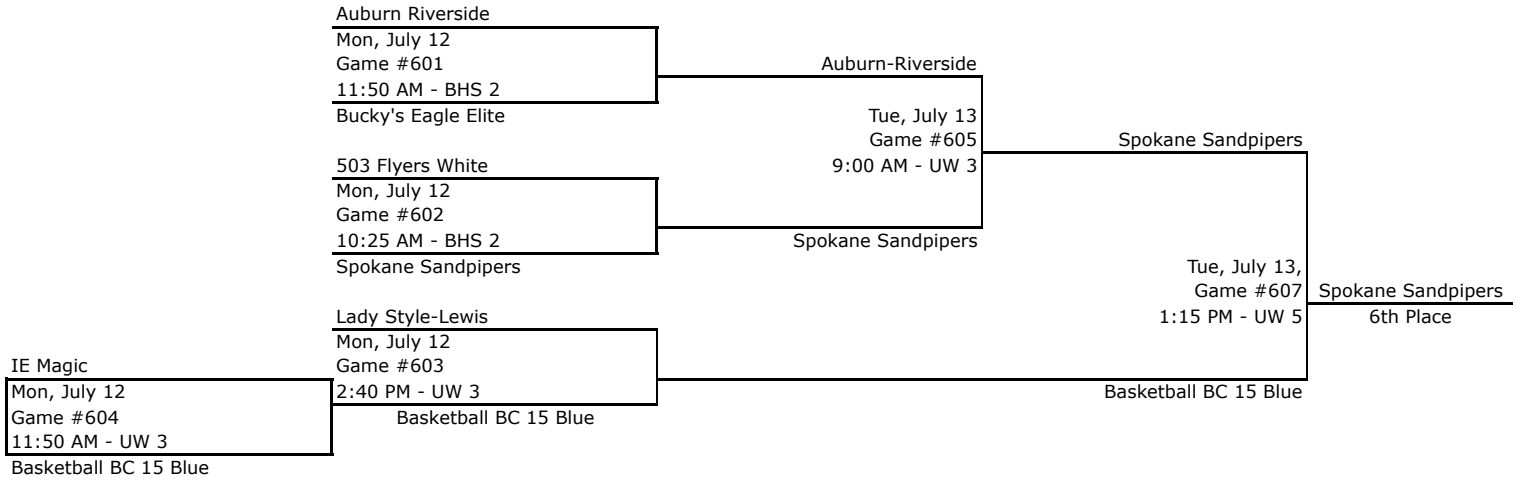 Auburn Riverside
Mon, July 12
Game #601
11:50 AM - BHS 2
Bucky's Eagle Elite
Auburn-Riverside
503 Flyers White
Mon, July 12
Game #602
10:25 AM - BHS 2
Spokane Sandpipers
Tue, July 13
Game #605
9:00 AM - UW 3
Spokane Sandpipers
Spokane Sandpipers
IE Magic
Mon, July 12
Game #604
11:50 AM - UW 3
Basketball BC 15 Blue
Lady Style-Lewis
Mon, July 12
Game #603
2:40 PM - UW 3
Basketball BC 15 Blue
Tue, July 13,
Game #607
1:15 PM - UW 5
Basketball BC 15 Blue
Spokane Sandpipers
6th Place